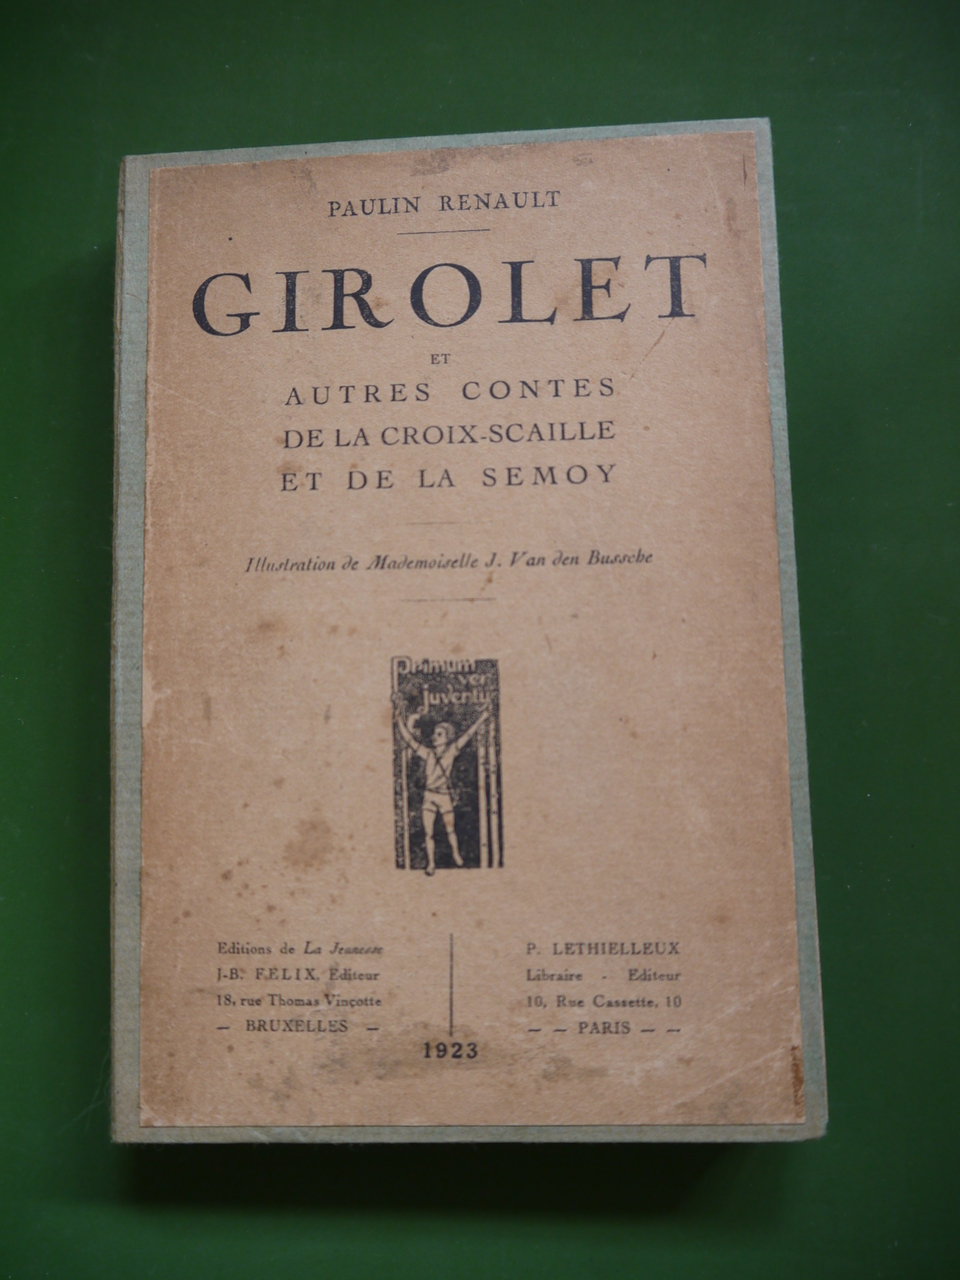 PAULIN RENAULT
GIROLET
ET
AUTRES CONTES
DE LA CROIX-SCAILLE
ET DE LA SEMOY
Illustration de Mademoiselle J. Van den Bussche
Primum
ver
juventu
Editions de La Jeunesse
J-B. FELIX, Editeur
18, rue Thomas Vinçotte
— BRUXELLES —
P. LETHIELLEUX
Libraire - Editeur
10, Rue Cassette, 10
— — PARIS — —
1923